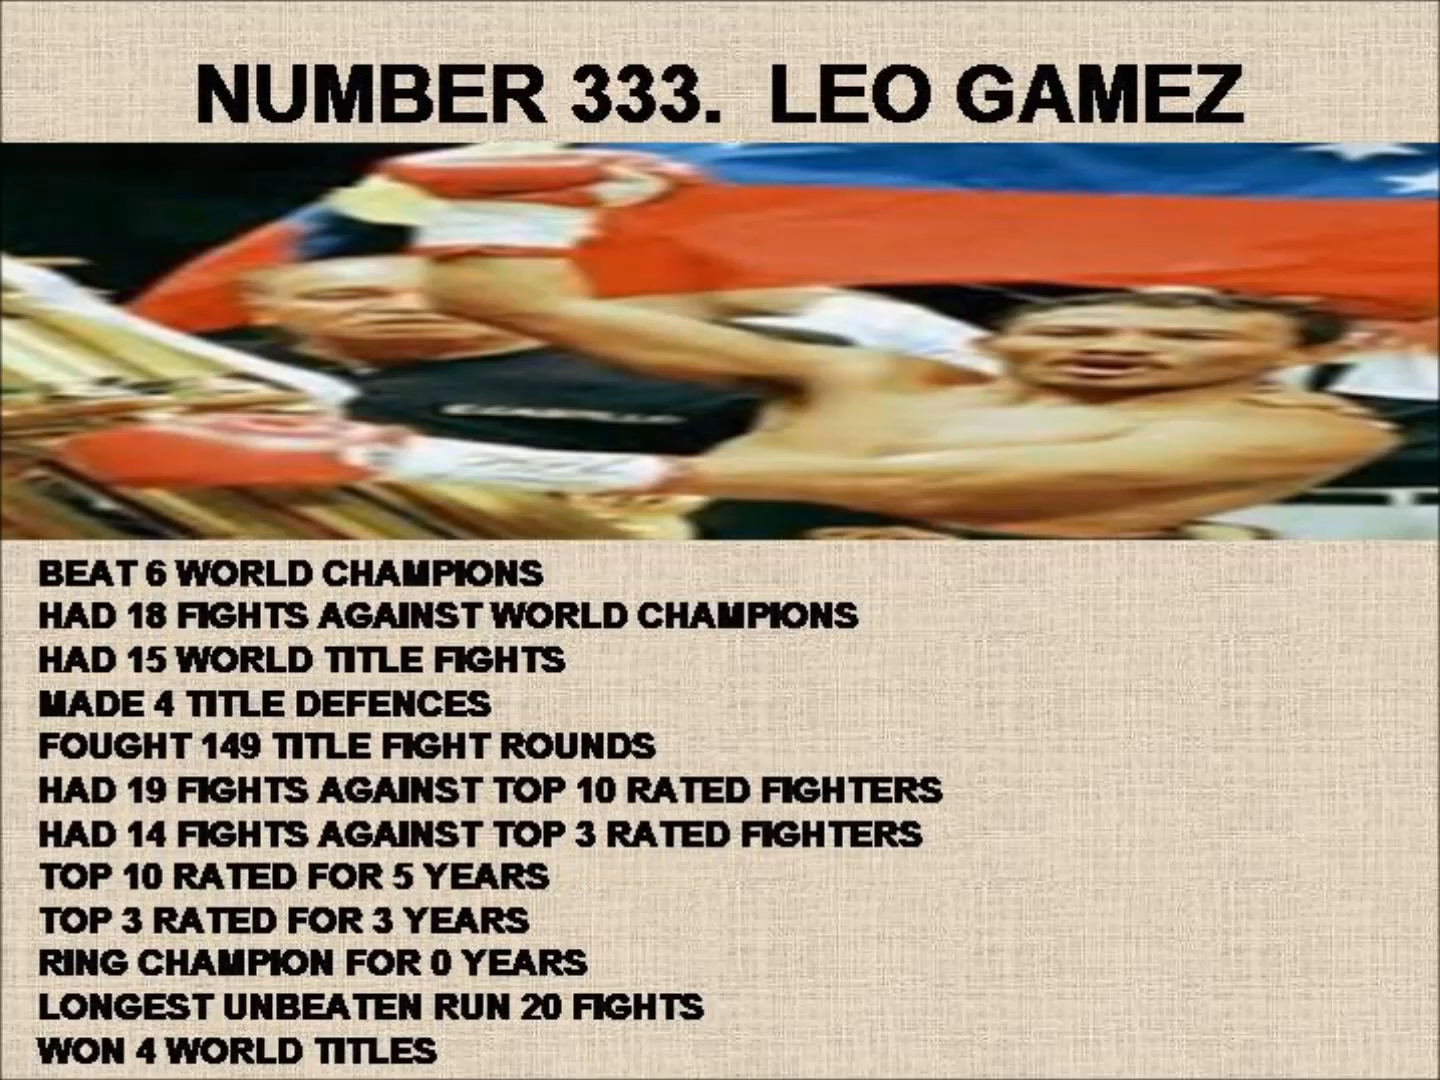 NUMBER 333. LEO GAMEZ
BEAT 6 WORLD CHAMPIONS
HAD 18 FIGHTS AGAINST WORLD CHAMPIONS
HAD 15 WORLD TITLE FIGHTS
MADE 4 TITLE DEFENCES
FOUGHT 149 TITLE FIGHT ROUNDS
HAD 19 FIGHTS AGAINST TOP 10 RATED FIGHTERS
HAD 14 FIGHTS AGAINST TOP 3 RATED FIGHTERS
TOP 10 RATED FOR 5 YEARS
TOP 3 RATED FOR 3 YEARS
RING CHAMPION FOR 0 YEARS
LONGEST UNBEATEN RUN 20 FIGHTS
WON 4 WORLD TITLES